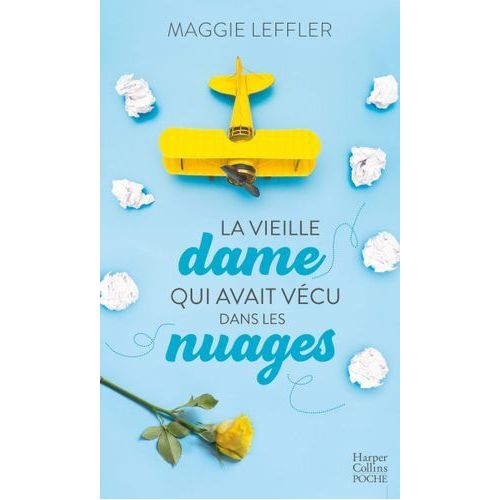 MAGGIE LEFFLER
LA VIEILLE
dame
QUI AVAIT VÉCU
DANS LES
nuages
Harper
Collins
POCHE